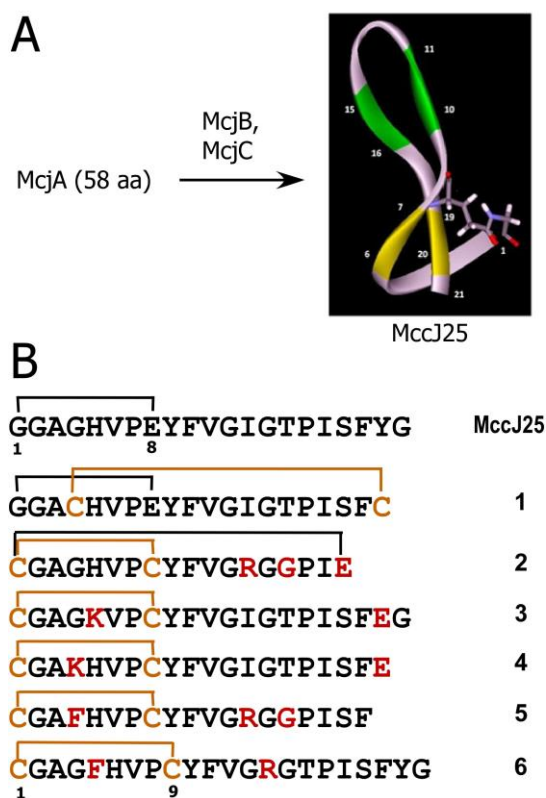 A
McjA (58 aa)
McjB,
McjC
11
15
10
16
7
19
1
6
20
21
MccJ25
B
GGAGHVPEYFVGIGTPISFYG MccJ25
1 8
GGACHVPEYFVGIGTPISFC 1
CGAGHVPCYFVGRGGPIE 2
CGAGKVPCYFVGIGTPISFEG 3
CGAKHVPCYFVGIGTPISFE 4
CGAFHVPCYFVGRGGPISF 5
CGAGFHVPCYFVGRGTPISFYG 6
1 9